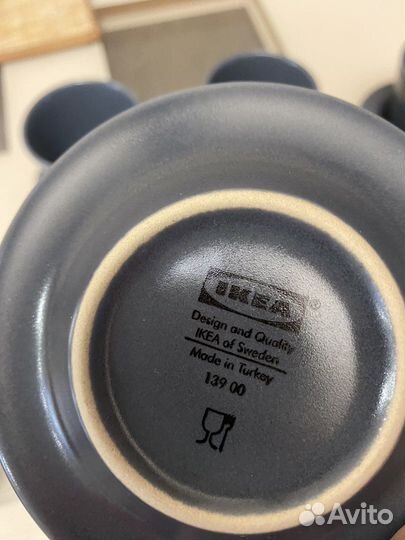 IKEA®
Design and Quality
IKEA of Sweden
Made in Turkey
139 00
Avito